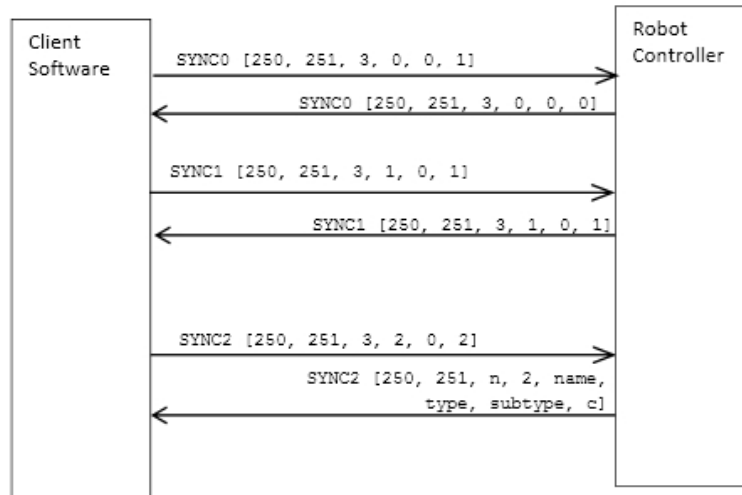 Client
Software
Robot
Controller
SYNC0 [250, 251, 3, 0, 0, 1]
SYNC0 [250, 251, 3, 0, 0, 0]
SYNC1 [250, 251, 3, 1, 0, 1]
SYNC1 [250, 251, 3, 1, 0, 1]
SYNC2 [250, 251, 3, 2, 0, 2]
SYNC2 [250, 251, n, 2, name,
type, subtype, c]